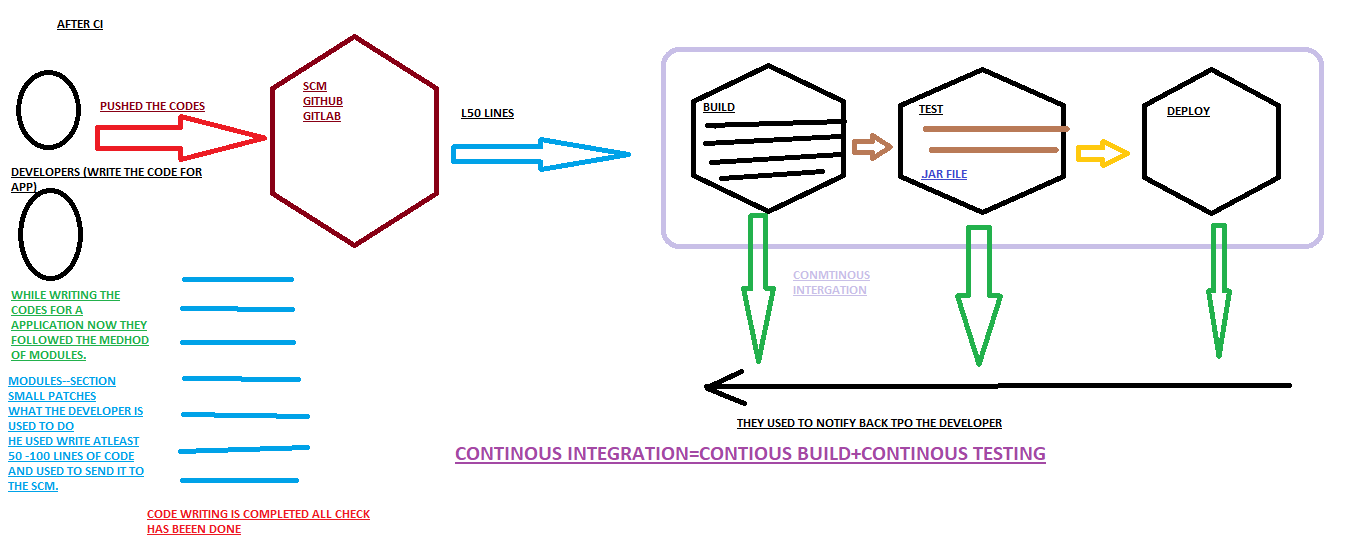 AFTER CI
PUSHED THE CODES
SCM
GITHUB
GITLAB
L50 LINES
BUILD
TEST
.JAR FILE
DEPLOY
DEVELOPERS (WRITE THE CODE FOR
APP)
CONMTINOUS
INTERGATION
WHILE WRITING THE
CODES FOR A
APPLICATION NOW THEY
FOLLOWED THE MEDHOD
OF MODULES.
MODULES--SECTION
SMALL PATCHES
WHAT THE DEVELOPER IS
USED TO DO
HE USED WRITE ATLEAST
50 -100 LINES OF CODE
AND USED TO SEND IT TO
THE SCM.
THEY USED TO NOTIFY BACK TPO THE DEVELOPER
CONTINOUS INTEGRATION=CONTIOUS BUILD+CONTINOUS TESTING
CODE WRITING IS COMPLETED ALL CHECK
HAS BEEEN DONE